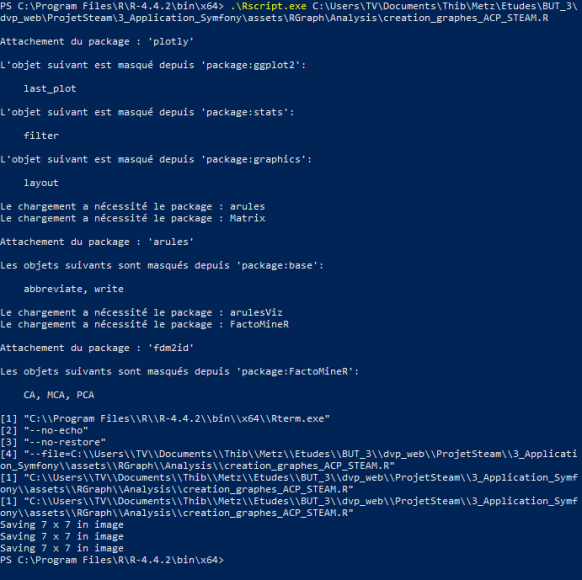 PS C:\Program Files\R\R-4.4.2\bin\x64> .\Rscript.exe C:\Users\TV\Documents\Thib\Metz\Etudes\BUT_3\
dvp_web\ProjetSteam\3_Application_Symfony\assets\RGraph\Analysis\creation_graphes_ACP_STEAM.R
Attachement du package : 'plotly'
L'objet suivant est masqué depuis 'package:ggplot2':
last_plot
L'objet suivant est masqué depuis 'package:stats':
filter
L'objet suivant est masqué depuis 'package:graphics':
layout
Le chargement a nécessité le package : arules
Le chargement a nécessité le package : Matrix
Attachement du package : 'arules'
Les objets suivants sont masqués depuis 'package:base':
abbreviate, write
Le chargement a nécessité le package : arulesViz
Le chargement a nécessité le package : FactoMineR
Attachement du package : 'fdm2id'
Les objets suivants sont masqués depuis 'package:FactoMineR':
CA, MCA, PCA
[1] "C:\\Program Files\\R\\R-4.4.2\\bin\\x64\\Rterm.exe"
[2] "--no-echo"
[3] "--no-restore"
[4] "--file=C:\\Users\\TV\\Documents\\Thib\\Metz\\Etudes\\BUT_3\\dvp_web\\ProjetSteam\\3_Applicati
on_Symfony\\assets\\RGraph\\Analysis\\creation_graphes_ACP_STEAM.R"
[1] "C:\\Users\\TV\\Documents\\Thib\\Metz\\Etudes\\BUT_3\\dvp_web\\ProjetSteam\\3_Application_Symf
ony\\assets\\RGraph\\Analysis\\creation_graphes_ACP_STEAM.R"
[1] "C:\\Users\\TV\\Documents\\Thib\\Metz\\Etudes\\BUT_3\\dvp_web\\ProjetSteam\\3_Application_Symf
ony\\assets\\RGraph\\Analysis\\creation_graphes_ACP_STEAM.R"
Saving 7 x 7 in image
Saving 7 x 7 in image
Saving 7 x 7 in image
PS C:\Program Files\R\R-4.4.2\bin\x64>